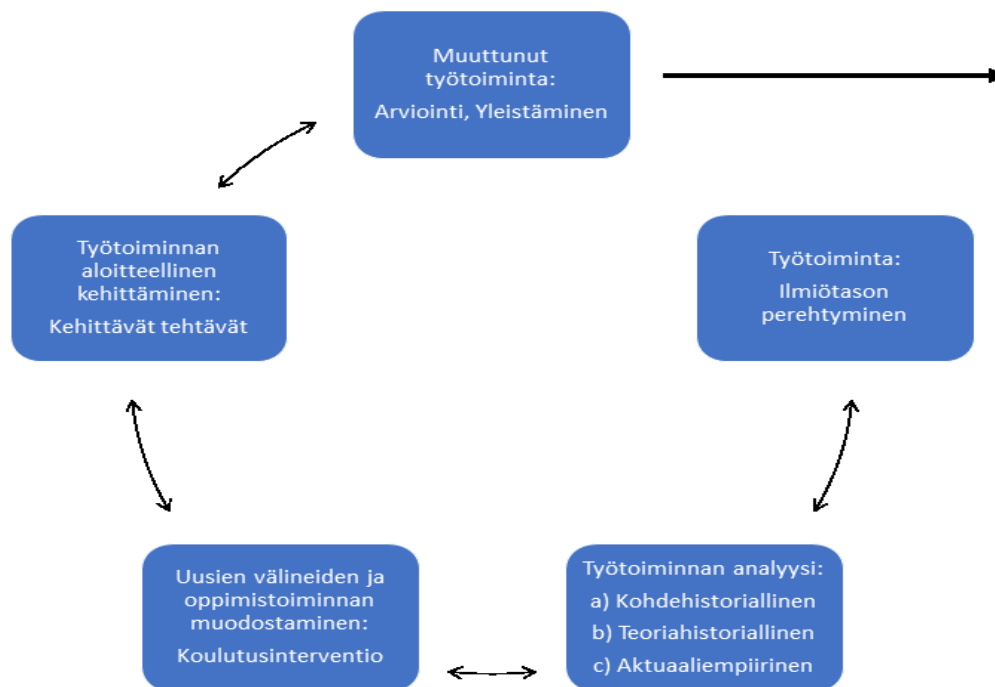 Muuttunut
työtoiminta:
Arviointi, Yleistäminen
Työtoiminnan
aloitteellinen
kehittäminen:
Kehittävät tehtävät
Työtoiminta:
Ilmiötason
perehtyminen
Uusien välineiden ja
oppimistoiminnan
muodostaminen:
Koulutusinterventio
Työtoiminnan analyysi:
a) Kohdehistoriallinen
b) Teoriahistoriallinen
c) Aktuaaliempiirinen